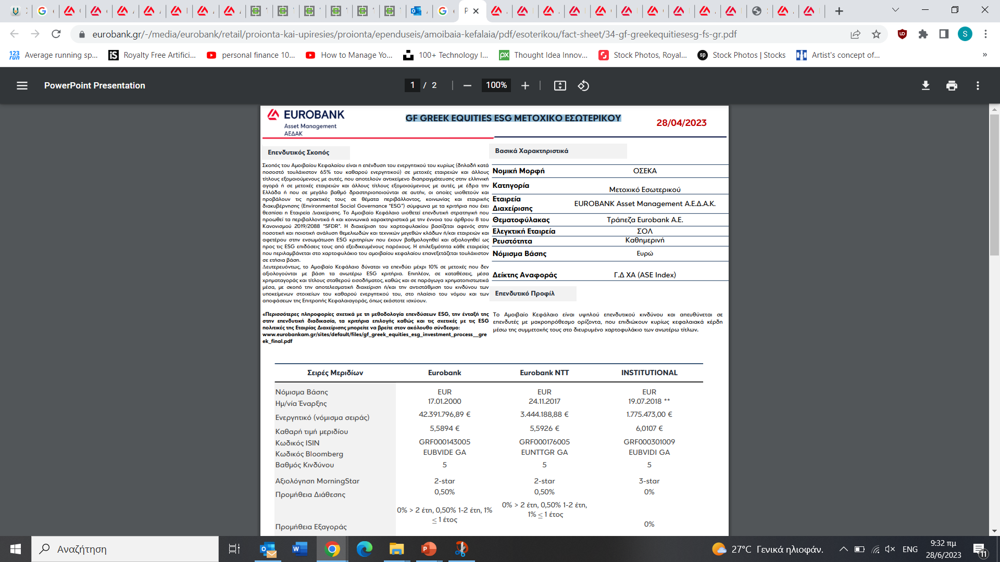 eurobank.gr/-/media/eurobank/retail/proionta-kai-upiresies/proionta/ependuseis/amoibaia-kefalaia/pdf/esoterikou/fact-sheet/34-gf-greekequitiesesg-fs-gr.pdf
S
Average running sp...
Royalty Free Artifici...
personal finance 10...
How to Manage Yo...
100+ Technology I...
Thought Idea Innov...
Stock Photos, Royal...
Stock Photos | Stocks
Artist's concept of...
»
PowerPoint Presentation
1 / 2
100%
EUROBANK
Asset Management
ΑΕΔΑΚ
GF GREEK EQUITIES ESG ΜΕΤΟΧΙΚΟ ΕΣΩΤΕΡΙΚΟΥ
28/04/2023
Επενδυτικός Σκοπός
Σκοπός του Αμοιβαίου Κεφαλαίου είναι η επένδυση του ενεργητικού του κυρίως (δηλαδή κατά
ποσοστό τουλάχιστον 65% του καθαρού ενεργητικού) σε μετοχές εταιρειών και άλλους
τίτλους εξομοιούμενους με αυτές, που αποτελούν αντικείμενο διαπραγμάτευσης στην ελληνική
αγορά ή σε μετοχές εταιρειών και άλλους τίτλους εξομοιούμενους με αυτές, με έδρα την
Ελλάδα ή που σε μεγάλο βαθμό δραστηριοποιούνται σε αυτήν, οι οποίες υιοθετούν και
προβάλουν τις πρακτικές τους σε θέματα περιβάλλοντος, κοινωνίας και εταιρικής
διακυβέρνησης (Environmental Social Governance “ESG”) σύμφωνα με τα κριτήρια που έχει
θεσπίσει η Εταιρεία Διαχείρισης. Το Αμοιβαίο Κεφάλαιο υιοθετεί επενδυτική στρατηγική που
προωθεί τα περιβαλλοντικά ή και κοινωνικά χαρακτηριστικά με την έννοια του άρθρου 8 του
Κανονισμού 2019/2088 “SFDR”. Η διαχείριση του χαρτοφυλακίου βασίζεται αφενός στην
ποσοτική και ποιοτική ανάλυση θεμελιωδών και τεχνικών μεγεθών κλάδων ή/και εταιρειών και
αφετέρου στην ενσωμάτωση ESG κριτηρίων που έχουν βαθμολογηθεί και αξιολογηθεί ως
προς τις ESG επιδόσεις τους από εξειδικευμένους παρόχους. Η επιλεξιμότητα κάθε εταιρείας
που περιλαμβάνεται στο χαρτοφυλάκιο του αμοιβαίου κεφαλαίου επανεξετάζεται τουλάχιστον
σε ετήσια βάση.
Δευτερευόντως, το Αμοιβαίο Κεφάλαιο δύναται να επενδύει μέχρι 10% σε μετοχές που δεν
αξιολογούνται με βάση τα ανωτέρω ESG κριτήρια. Επιπλέον, σε καταθέσεις, μέσα
χρηματαγοράς και τίτλους σταθερού εισοδήματος, καθώς και σε παράγωγα χρηματοπιστωτικά
μέσα, με σκοπό την αποτελεσματική διαχείριση ή/και την αντιστάθμιση του κινδύνου των
υποκείμενων στοιχείων του καθαρού ενεργητικού του, στο πλαίσιο του νόμου και των
αποφάσεων της Επιτροπής Κεφαλαιαγοράς, όπως εκάστοτε ισχύουν.
«Περισσότερες πληροφορίες σχετικά με τη μεθοδολογία επενδύσεων ESG, την ένταξή της
στην επενδυτική διαδικασία, τα κριτήρια επιλογής καθώς και τις σχετικές με τις ESG
πολιτικές της Εταιρίας Διαχείρισης μπορείτε να βρείτε στον ακόλουθο σύνδεσμο:
www.eurobankam.gr/sites/default/files/gf_greek_equities_esg_investment_process__gre
ek_final.pdf
Βασικά Χαρακτηριστικά
Νομική Μορφή ΟΣΕΚΑ
Κατηγορία Μετοχικό Εσωτερικού
Εταιρεία Διαχείρισης EUROBANK Asset Management Α.Ε.Δ.Α.Κ.
Θεματοφύλακας Τράπεζα Eurobank Α.Ε.
Ελεγκτική Εταιρεία ΣΟΛ
Ρευστότητα Καθημερινή
Νόμισμα Βάσης Ευρώ
Δείκτης Αναφοράς Γ.Δ ΧΑ (ASE Index)
Επενδυτικό Προφίλ
Το Αμοιβαίο Κεφάλαιο είναι υψηλού επενδυτικού κινδύνου και απευθύνεται σε
επενδυτές με μακροπρόθεσμο ορίζοντα, που επιδιώκουν κυρίως κεφαλαιακά κέρδη
μέσω της συμμετοχής τους στο διευρυμένο χαρτοφυλάκιο των ανωτέρω τίτλων.
Σειρές Μεριδίων Eurobank Eurobank NTT INSTITUTIONAL
Νόμισμα Βάσης EUR EUR EUR
Ημ/νία Έναρξης 17.01.2000 24.11.2017 19.07.2018 **
Ενεργητικό (νόμισμα σειράς) 42.391.796,89 € 3.444.188,88 € 1.775.473,00 €
Καθαρή τιμή μεριδίου 5,5894 € 5,5926 € 6,0107 €
Κωδικός ISIN GRF000143005 GRF000176005 GRF000301009
Κωδικός Bloomberg EUBVIDE GA EUNTTGR GA EUBVIDI GA
Βαθμός Κινδύνου 5 5 5
Αξιολόγηση MorningStar 2-star 2-star 3-star
Προμήθεια Διάθεσης 0,50% 0,50% 0%
Προμήθεια Εξαγοράς 0% > 2 έτη, 0,50% 1-2 έτη, 1% ≤ 1 έτος 0% > 2 έτη, 0,50% 1-2 έτη, 1% ≤ 1 έτος 0%
Αναζήτηση
27°C Γενικά ηλιοφάν.
ENG
9:32 πμ
28/6/2023
11